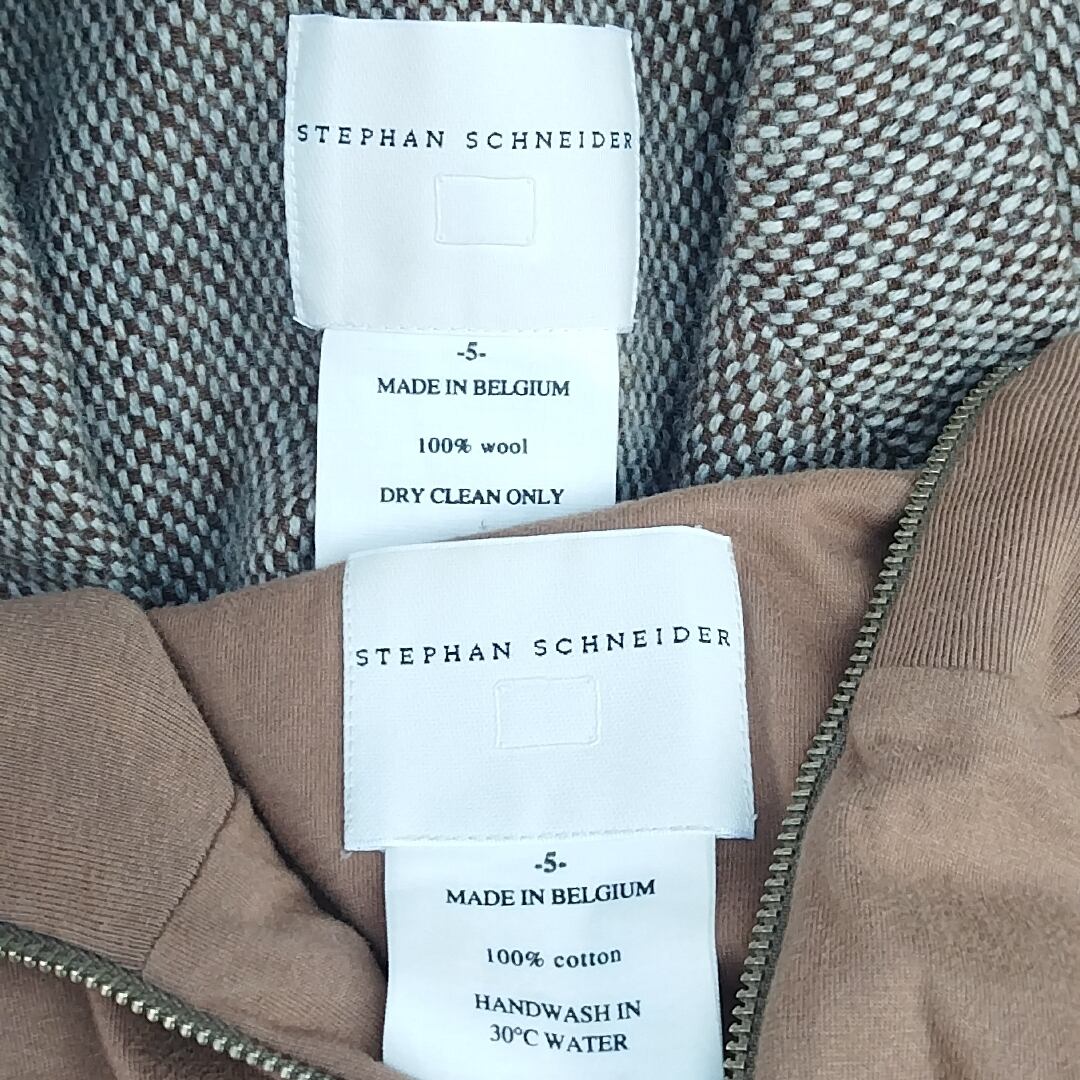 STEPHAN SCHNEIDER
-5-
MADE IN BELGIUM
100% wool
DRY CLEAN ONLY
STEPHAN SCHNEIDER
-5-
MADE IN BELGIUM
100% cotton
HANDWASH IN
30°C WATER